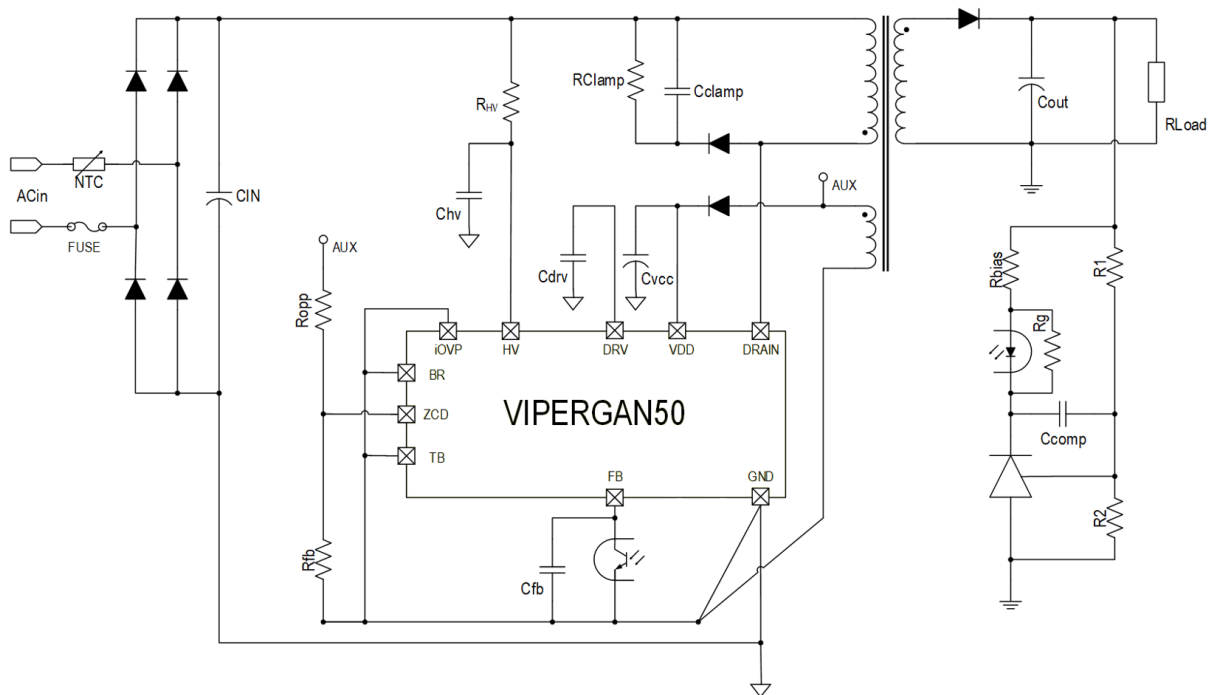 RClamp
Cclamp
RHV
Cout
RLoad
ACin
NTC
CIN
AUX
Chv
FUSE
AUX
Cdrv
Cvcc
Rbias
R1
Ropp
Rg
iOVP
HV
DRV
VDD
DRAIN
BR
ZCD
VIPERGAN50
Ccomp
TB
FB
GND
R2
Rfb
Cfb